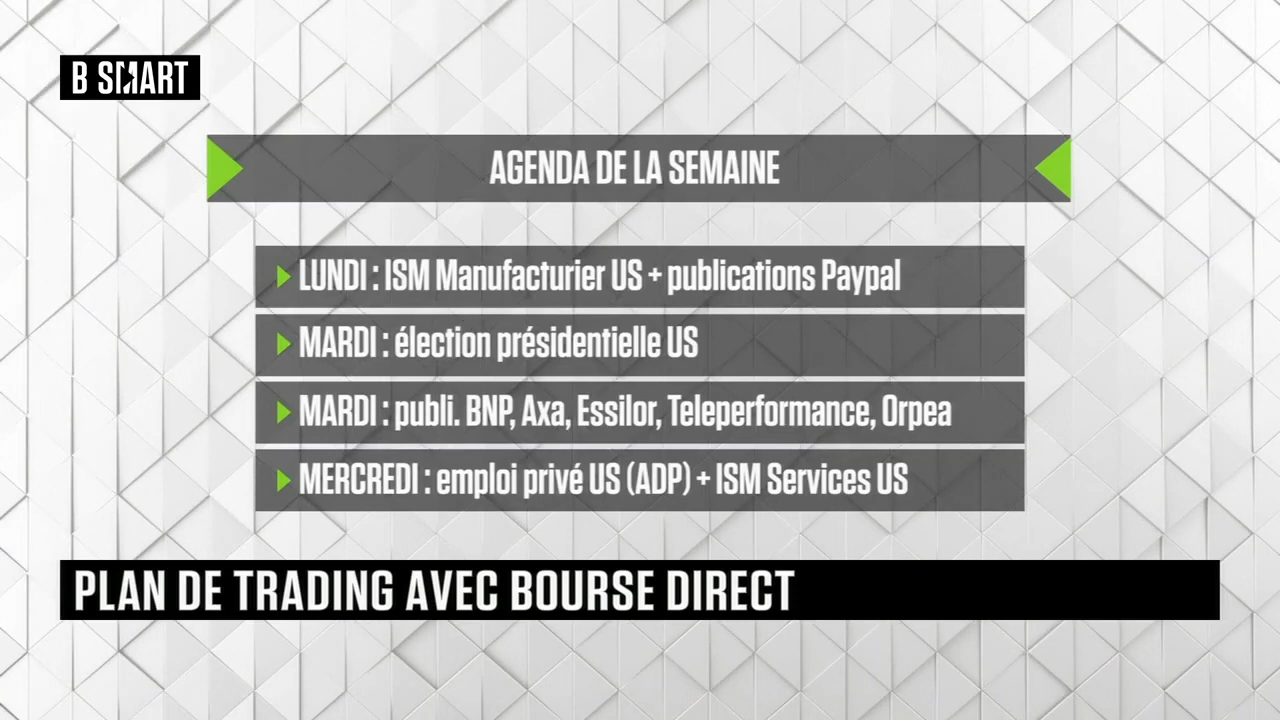 B SMART
AGENDA DE LA SEMAINE
LUNDI : ISM Manufacturier US + publications Paypal
MARDI : élection présidentielle US
MARDI : publi. BNP, Axa, Essilor, Teleperformance, Orpea
MERCREDI : emploi privé US (ADP) + ISM Services US
PLAN DE TRADING AVEC BOURSE DIRECT